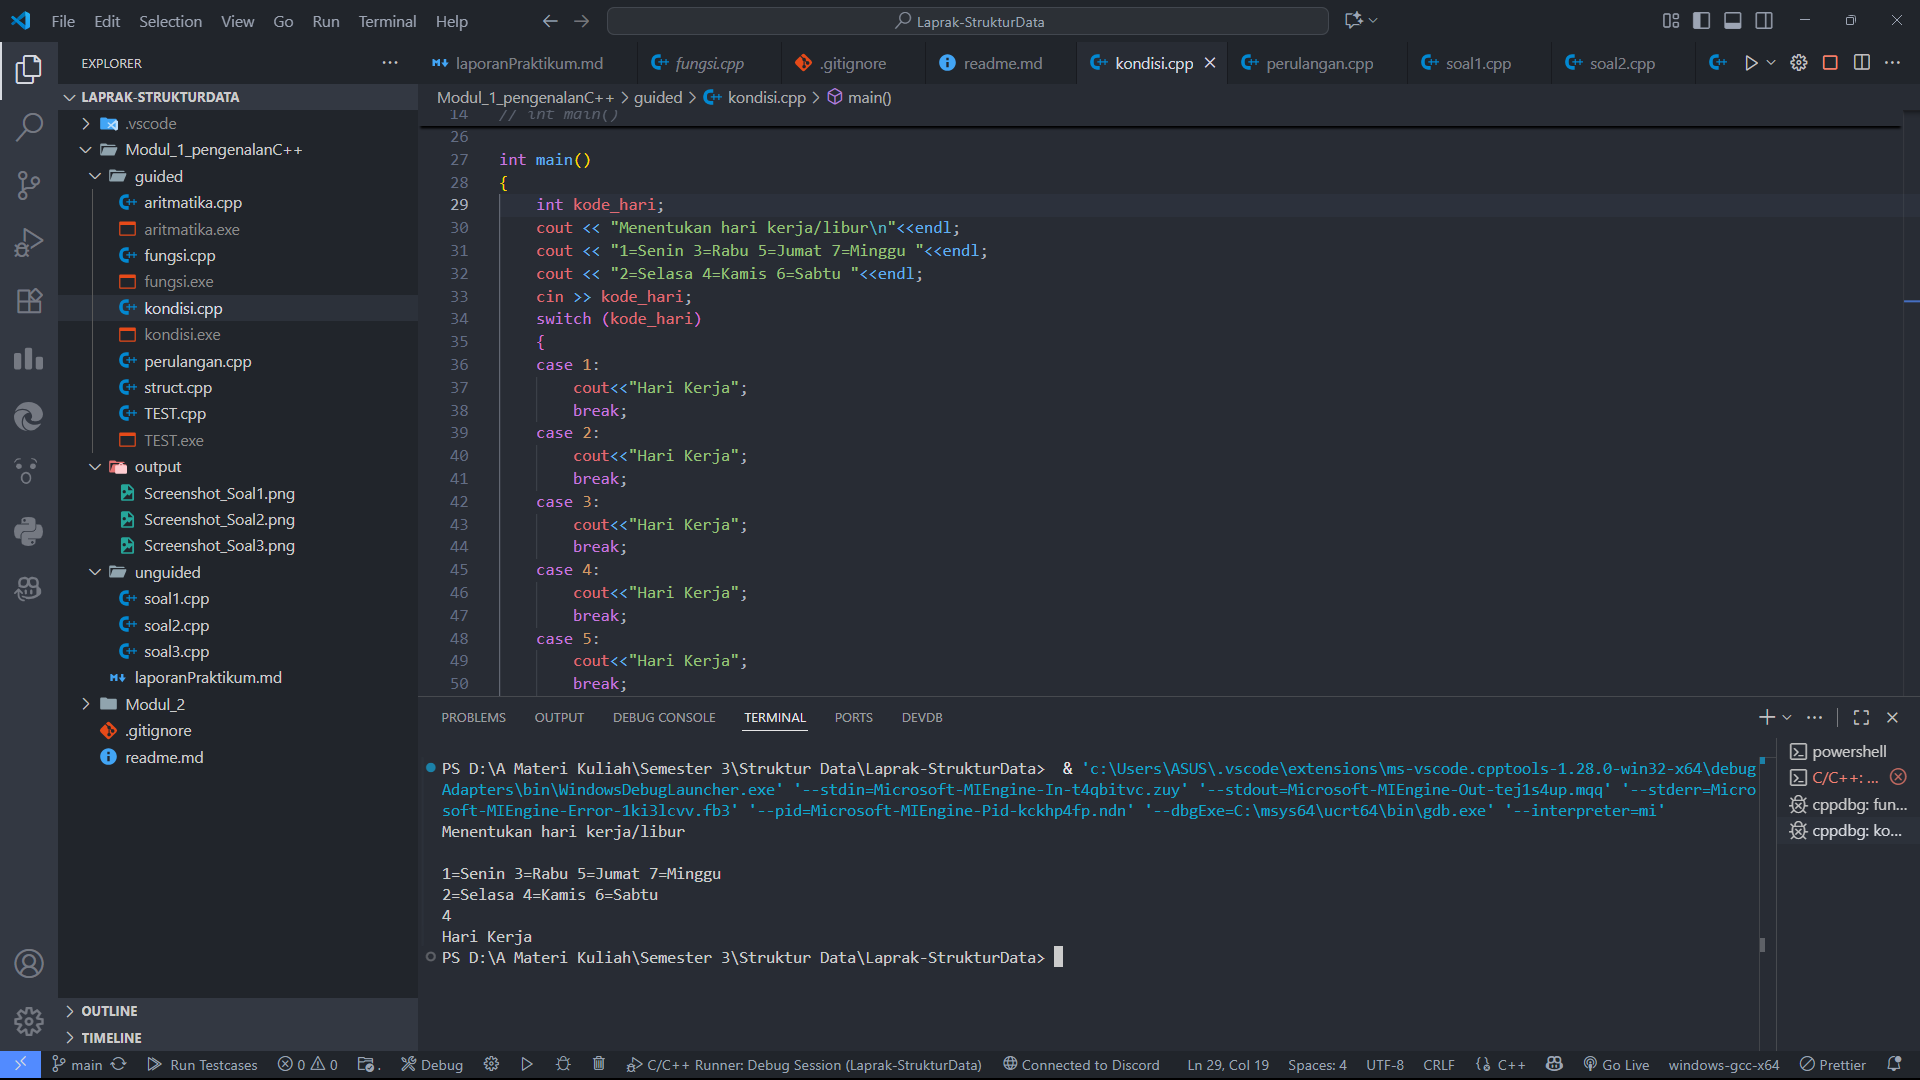 File Edit Selection View Go Run Terminal Help
Laprak-StrukturData
EXPLORER
laporanPraktikum.md fungsi.cpp .gitignore readme.md kondisi.cpp perulangan.cpp soal1.cpp soal2.cpp
LAPRAK-STRUKTURDATA
.vscode
Modul_1_pengenalanC++
guided
aritmatika.cpp
aritmatika.exe
fungsi.cpp
fungsi.exe
kondisi.cpp
kondisi.exe
perulangan.cpp
struct.cpp
TEST.cpp
TEST.exe
output
Screenshot_Soal1.png
Screenshot_Soal2.png
Screenshot_Soal3.png
unguided
soal1.cpp
soal2.cpp
soal3.cpp
laporanPraktikum.md
Modul_2
.gitignore
readme.md
OUTLINE
TIMELINE
Modul_1_pengenalanC++ > guided > kondisi.cpp > main()
14 // int main()
26
27 int main()
28 {
29 int kode_hari;
30 cout << "Menentukan hari kerja/libur\n"<<endl;
31 cout << "1=Senin 3=Rabu 5=Jumat 7=Minggu "<<endl;
32 cout << "2=Selasa 4=Kamis 6=Sabtu "<<endl;
33 cin >> kode_hari;
34 switch (kode_hari)
35 {
36 case 1:
37 cout<<"Hari Kerja";
38 break;
39 case 2:
40 cout<<"Hari Kerja";
41 break;
42 case 3:
43 cout<<"Hari Kerja";
44 break;
45 case 4:
46 cout<<"Hari Kerja";
47 break;
48 case 5:
49 cout<<"Hari Kerja";
50 break;
PROBLEMS OUTPUT DEBUG CONSOLE TERMINAL PORTS DEVDB
PS D:\A Materi Kuliah\Semester 3\Struktur Data\Laprak-StrukturData> & 'c:\Users\ASUS\.vscode\extensions\ms-vscode.cpptools-1.28.0-win32-x64\debug
Adapters\bin\WindowsDebugLauncher.exe' '--stdin=Microsoft-MIEngine-In-t4qbitvc.zuy' '--stdout=Microsoft-MIEngine-Out-tej1s4up.mqq' '--stderr=Micro
soft-MIEngine-Error-1ki3lcvv.fb3' '--pid=Microsoft-MIEngine-Pid-kckhp4fp.ndn' '--dbgExe=C:\msys64\ucrt64\bin\gdb.exe' '--interpreter=mi'
Menentukan hari kerja/libur
1=Senin 3=Rabu 5=Jumat 7=Minggu
2=Selasa 4=Kamis 6=Sabtu
4
Hari Kerja
PS D:\A Materi Kuliah\Semester 3\Struktur Data\Laprak-StrukturData>
powershell
C/C++: ...
cppdbg: fun...
cppdbg: ko...
main Run Testcases 0 0 . Debug C/C++ Runner: Debug Session (Laprak-StrukturData) Connected to Discord Ln 29, Col 19 Spaces: 4 UTF-8 CRLF {} C++ Go Live windows-gcc-x64 Prettier